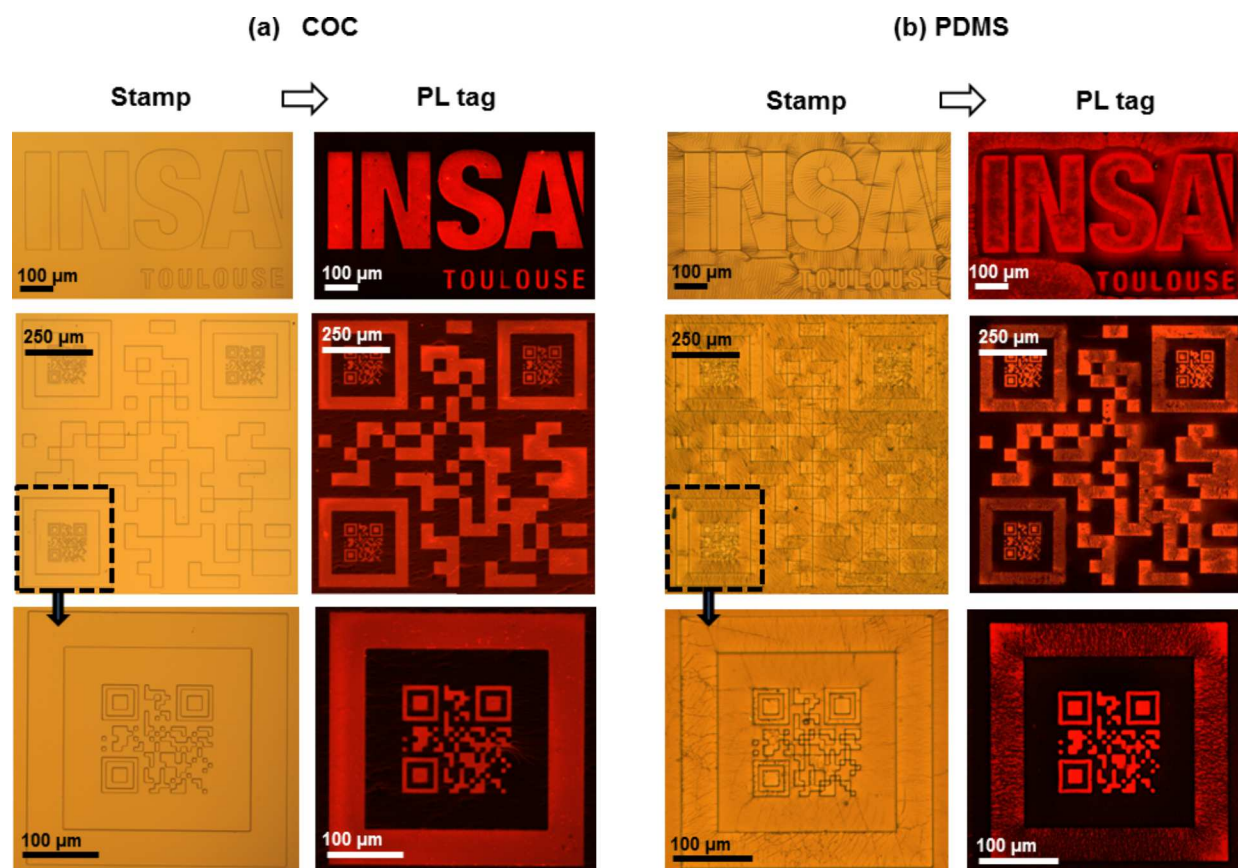 (a) COC
(b) PDMS
Stamp
PL tag
Stamp
PL tag
INSA
TOULOUSE
100 µm
INSA
TOULOUSE
100 µm
INSA
TOULOUSE
100 µm
INSA
TOULOUSE
100 µm
250 µm
250 µm
250 µm
250 µm
100 µm
100 µm
100 µm
100 µm